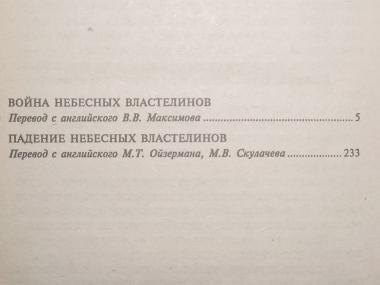 ВОЙНА НЕБЕСНЫХ ВЛАСТЕЛИНОВ
Перевод с английского В.В. Максимова.................................5
ПАДЕНИЕ НЕБЕСНЫХ ВЛАСТЕЛИНОВ
Перевод с английского М.Т. Ойзермана, М.В. Скулачева............233